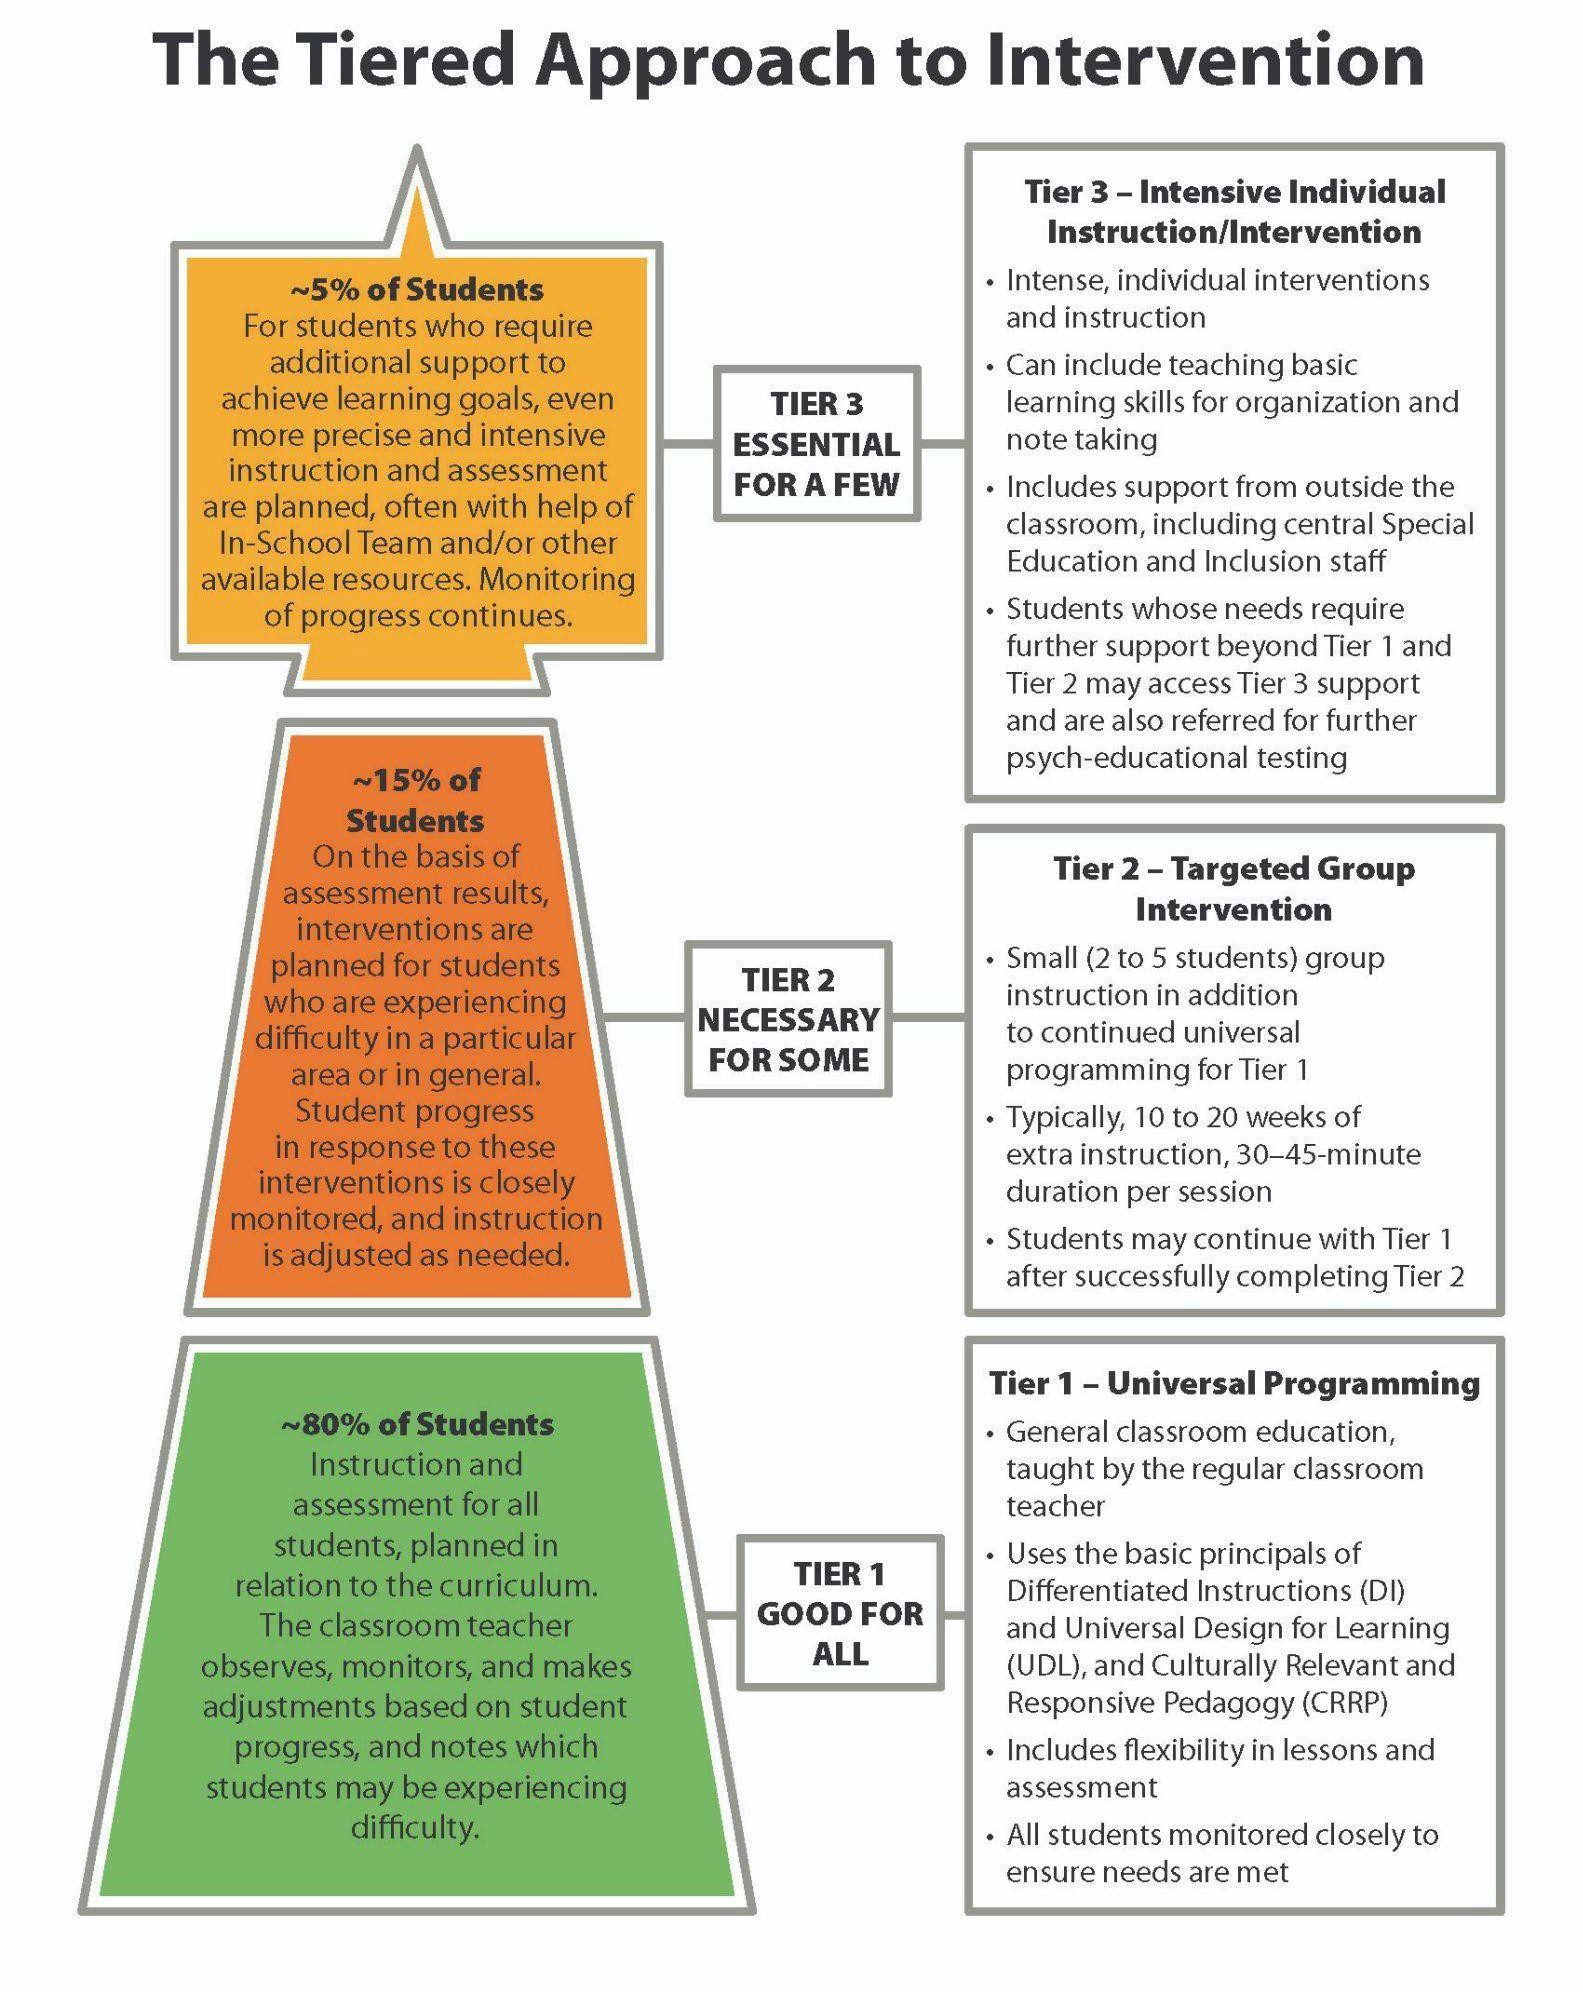 The Tiered Approach to Intervention
~5% of Students
For students who require
additional support to
achieve learning goals, even
more precise and intensive
instruction and assessment
are planned, often with help of
In-School Team and/or other
available resources. Monitoring
of progress continues.
TIER 3
ESSENTIAL
FOR A FEW
Tier 3 – Intensive Individual
Instruction/Intervention
• Intense, individual interventions
and instruction
• Can include teaching basic
learning skills for organization and
note taking
• Includes support from outside the
classroom, including central Special
Education and Inclusion staff
• Students whose needs require
further support beyond Tier 1 and
Tier 2 may access Tier 3 support
and are also referred for further
psych-educational testing
~15% of
Students
On the basis of
assessment results,
interventions are
planned for students
who are experiencing
difficulty in a particular
area or in general.
Student progress
in response to these
interventions is closely
monitored, and instruction
is adjusted as needed.
TIER 2
NECESSARY
FOR SOME
Tier 2 – Targeted Group
Intervention
• Small (2 to 5 students) group
instruction in addition
to continued universal
programming for Tier 1
• Typically, 10 to 20 weeks of
extra instruction, 30–45-minute
duration per session
• Students may continue with Tier 1
after successfully completing Tier 2
~80% of Students
Instruction and
assessment for all
students, planned in
relation to the curriculum.
The classroom teacher
observes, monitors, and makes
adjustments based on student
progress, and notes which
students may be experiencing
difficulty.
TIER 1
GOOD FOR
ALL
Tier 1 – Universal Programming
• General classroom education,
taught by the regular classroom
teacher
• Uses the basic principals of
Differentiated Instructions (DI)
and Universal Design for Learning
(UDL), and Culturally Relevant and
Responsive Pedagogy (CRRP)
• Includes flexibility in lessons and
assessment
• All students monitored closely to
ensure needs are met